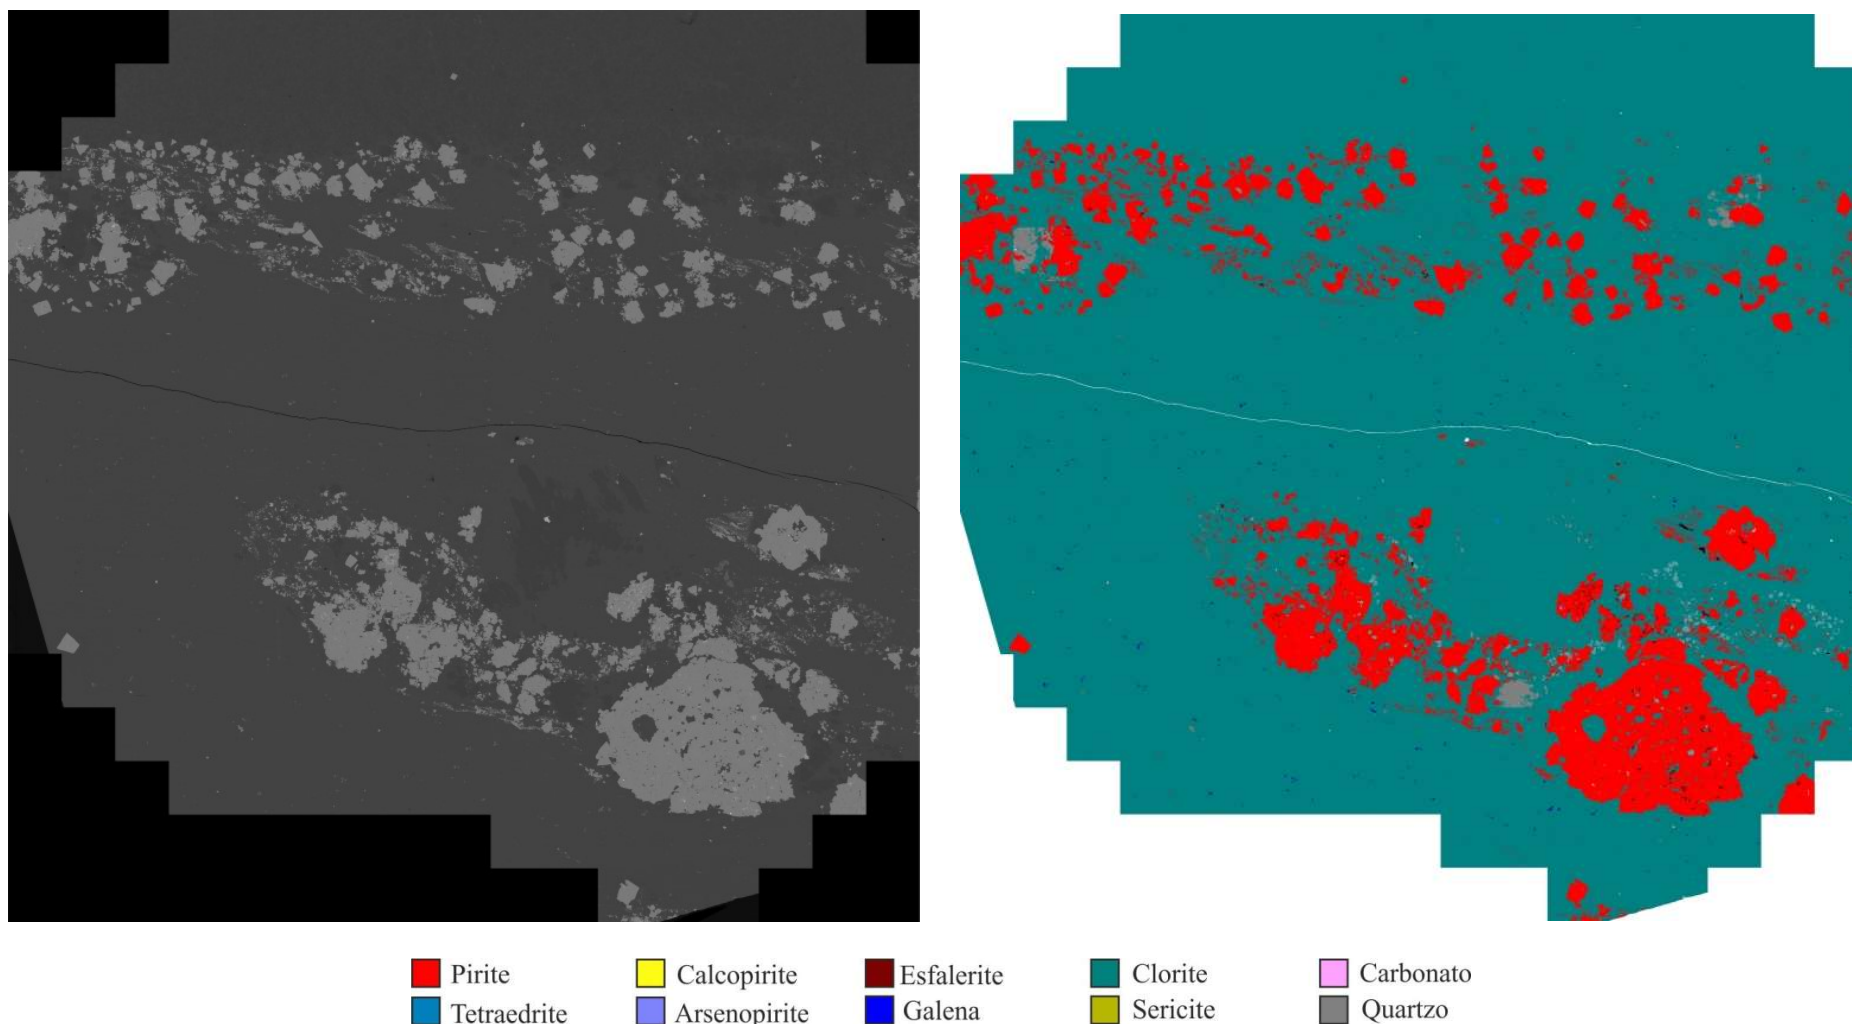 Pirite Calcopirite Esfalerite Clorite Carbonato
Tetraedrite Arsenopirite Galena Sericite Quartzo